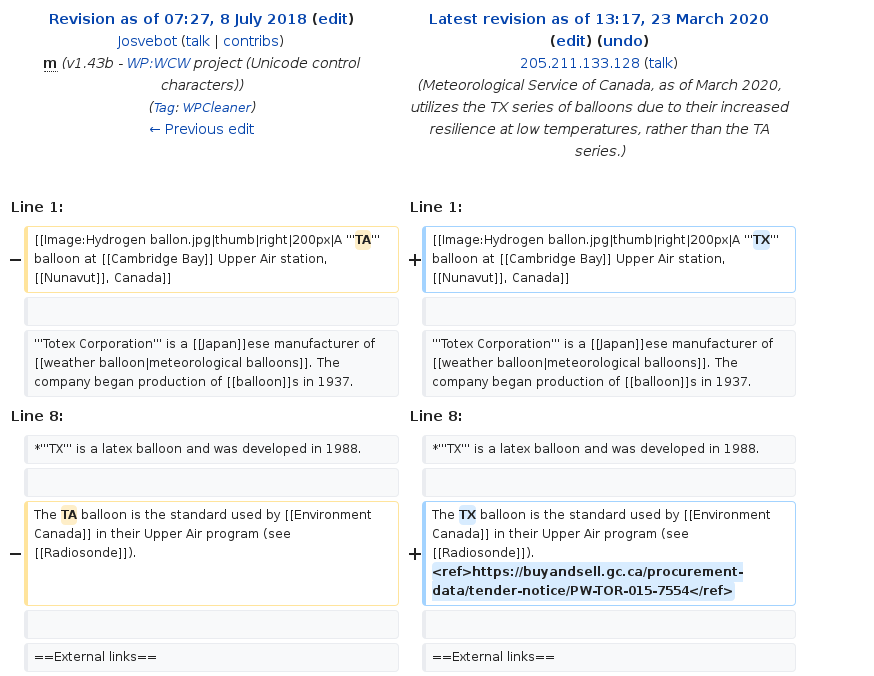 Revision as of 07:27, 8 July 2018 (edit)
Josvebot (talk | contribs)
m (v1.43b - WP:WCW project (Unicode control
characters))
(Tag: WPCleaner)
← Previous edit
Latest revision as of 13:17, 23 March 2020
(edit) (undo)
205.211.133.128 (talk)
(Meteorological Service of Canada, as of March 2020,
utilizes the TX series of balloons due to their increased
resilience at low temperatures, rather than the TA
series.)
Line 1:
Line 1:
−
[[Image:Hydrogen ballon.jpg|thumb|right|200px|A '''TA'''
balloon at [[Cambridge Bay]] Upper Air station,
[[Nunavut]], Canada]]
+
[[Image:Hydrogen ballon.jpg|thumb|right|200px|A '''TX'''
balloon at [[Cambridge Bay]] Upper Air station,
[[Nunavut]], Canada]]
'''Totex Corporation''' is a [[Japan]]ese manufacturer of
[[weather balloon|meteorological balloons]]. The
company began production of [[balloon]]s in 1937.
'''Totex Corporation''' is a [[Japan]]ese manufacturer of
[[weather balloon|meteorological balloons]]. The
company began production of [[balloon]]s in 1937.
Line 8:
Line 8:
*'''TX''' is a latex balloon and was developed in 1988.
*'''TX''' is a latex balloon and was developed in 1988.
−
The TA balloon is the standard used by [[Environment
Canada]] in their Upper Air program (see
[[Radiosonde]]).
+
The TX balloon is the standard used by [[Environment
Canada]] in their Upper Air program (see
[[Radiosonde]]).
<ref>https://buyandsell.gc.ca/procurement-
data/tender-notice/PW-TOR-015-7554</ref>
==External links==
==External links==